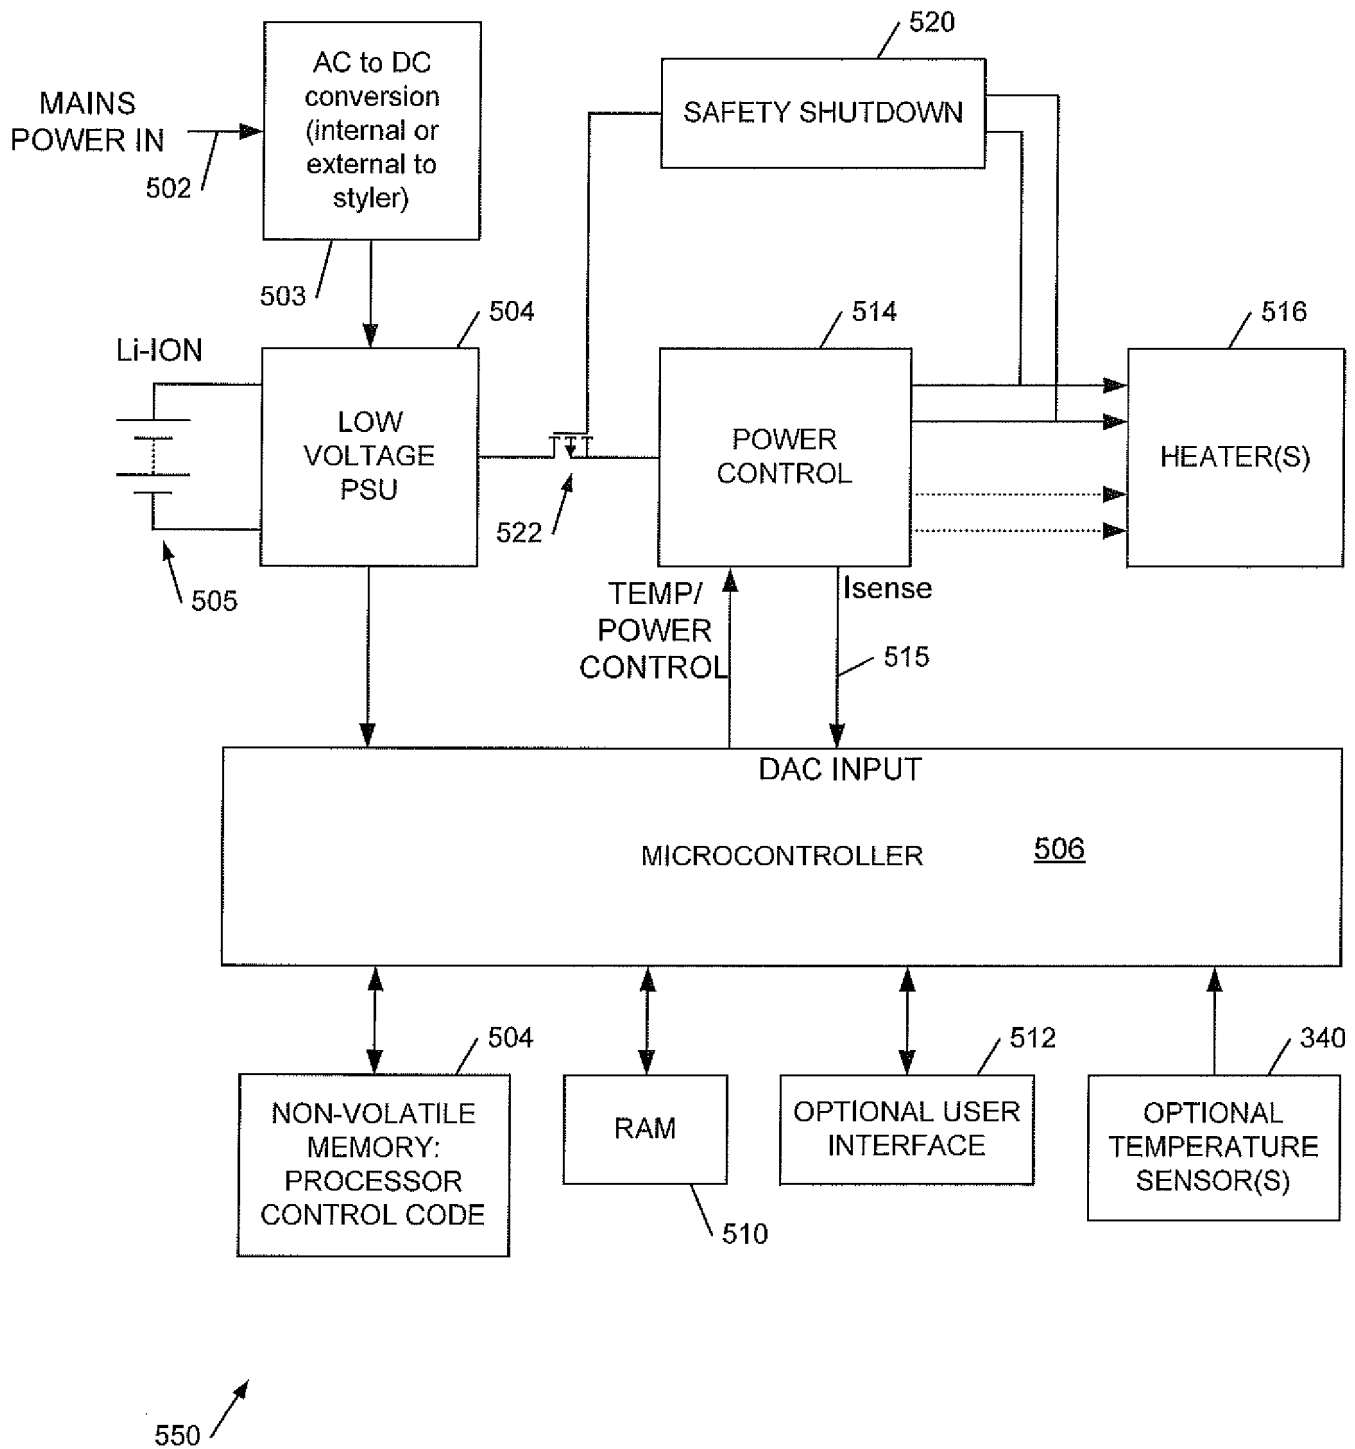 520
AC to DC
conversion
(internal or
external to
styler)
MAINS
POWER IN
SAFETY SHUTDOWN
502
503
504
514
516
Li-ION
LOW
VOLTAGE
PSU
POWER
CONTROL
HEATER(S)
522
505
TEMP/
POWER
CONTROL
Isense
515
DAC INPUT
MICROCONTROLLER
506
504
512
340
NON-VOLATILE
MEMORY:
PROCESSOR
CONTROL CODE
RAM
OPTIONAL USER
INTERFACE
OPTIONAL
TEMPERATURE
SENSOR(S)
510
550